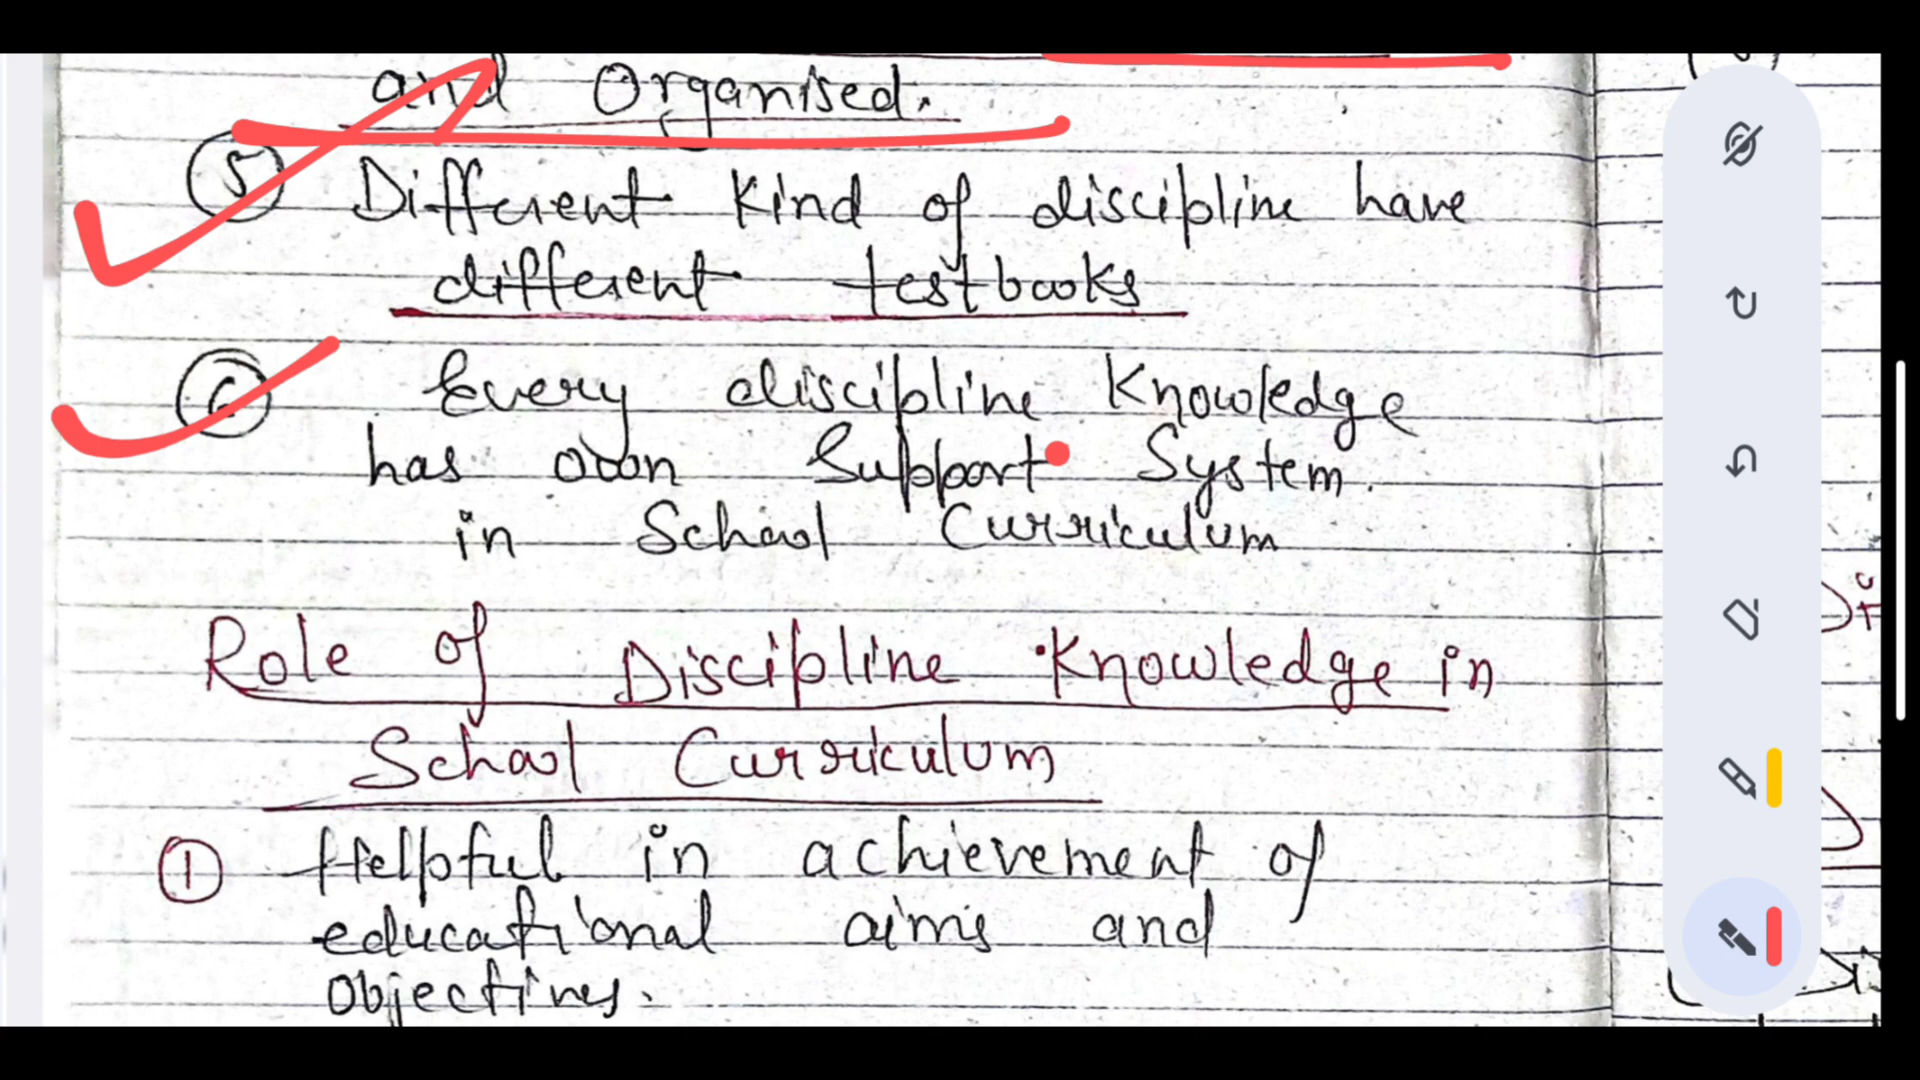 and Organised.
5 Different Kind of discipline have
different testbooks
6 Every discipline Knowledge
has own Support System.
in School Curriculum
Role of Discipline Knowledge in
School Curriculum
1 Helpful in achievement of
educational aims and
Objectives.